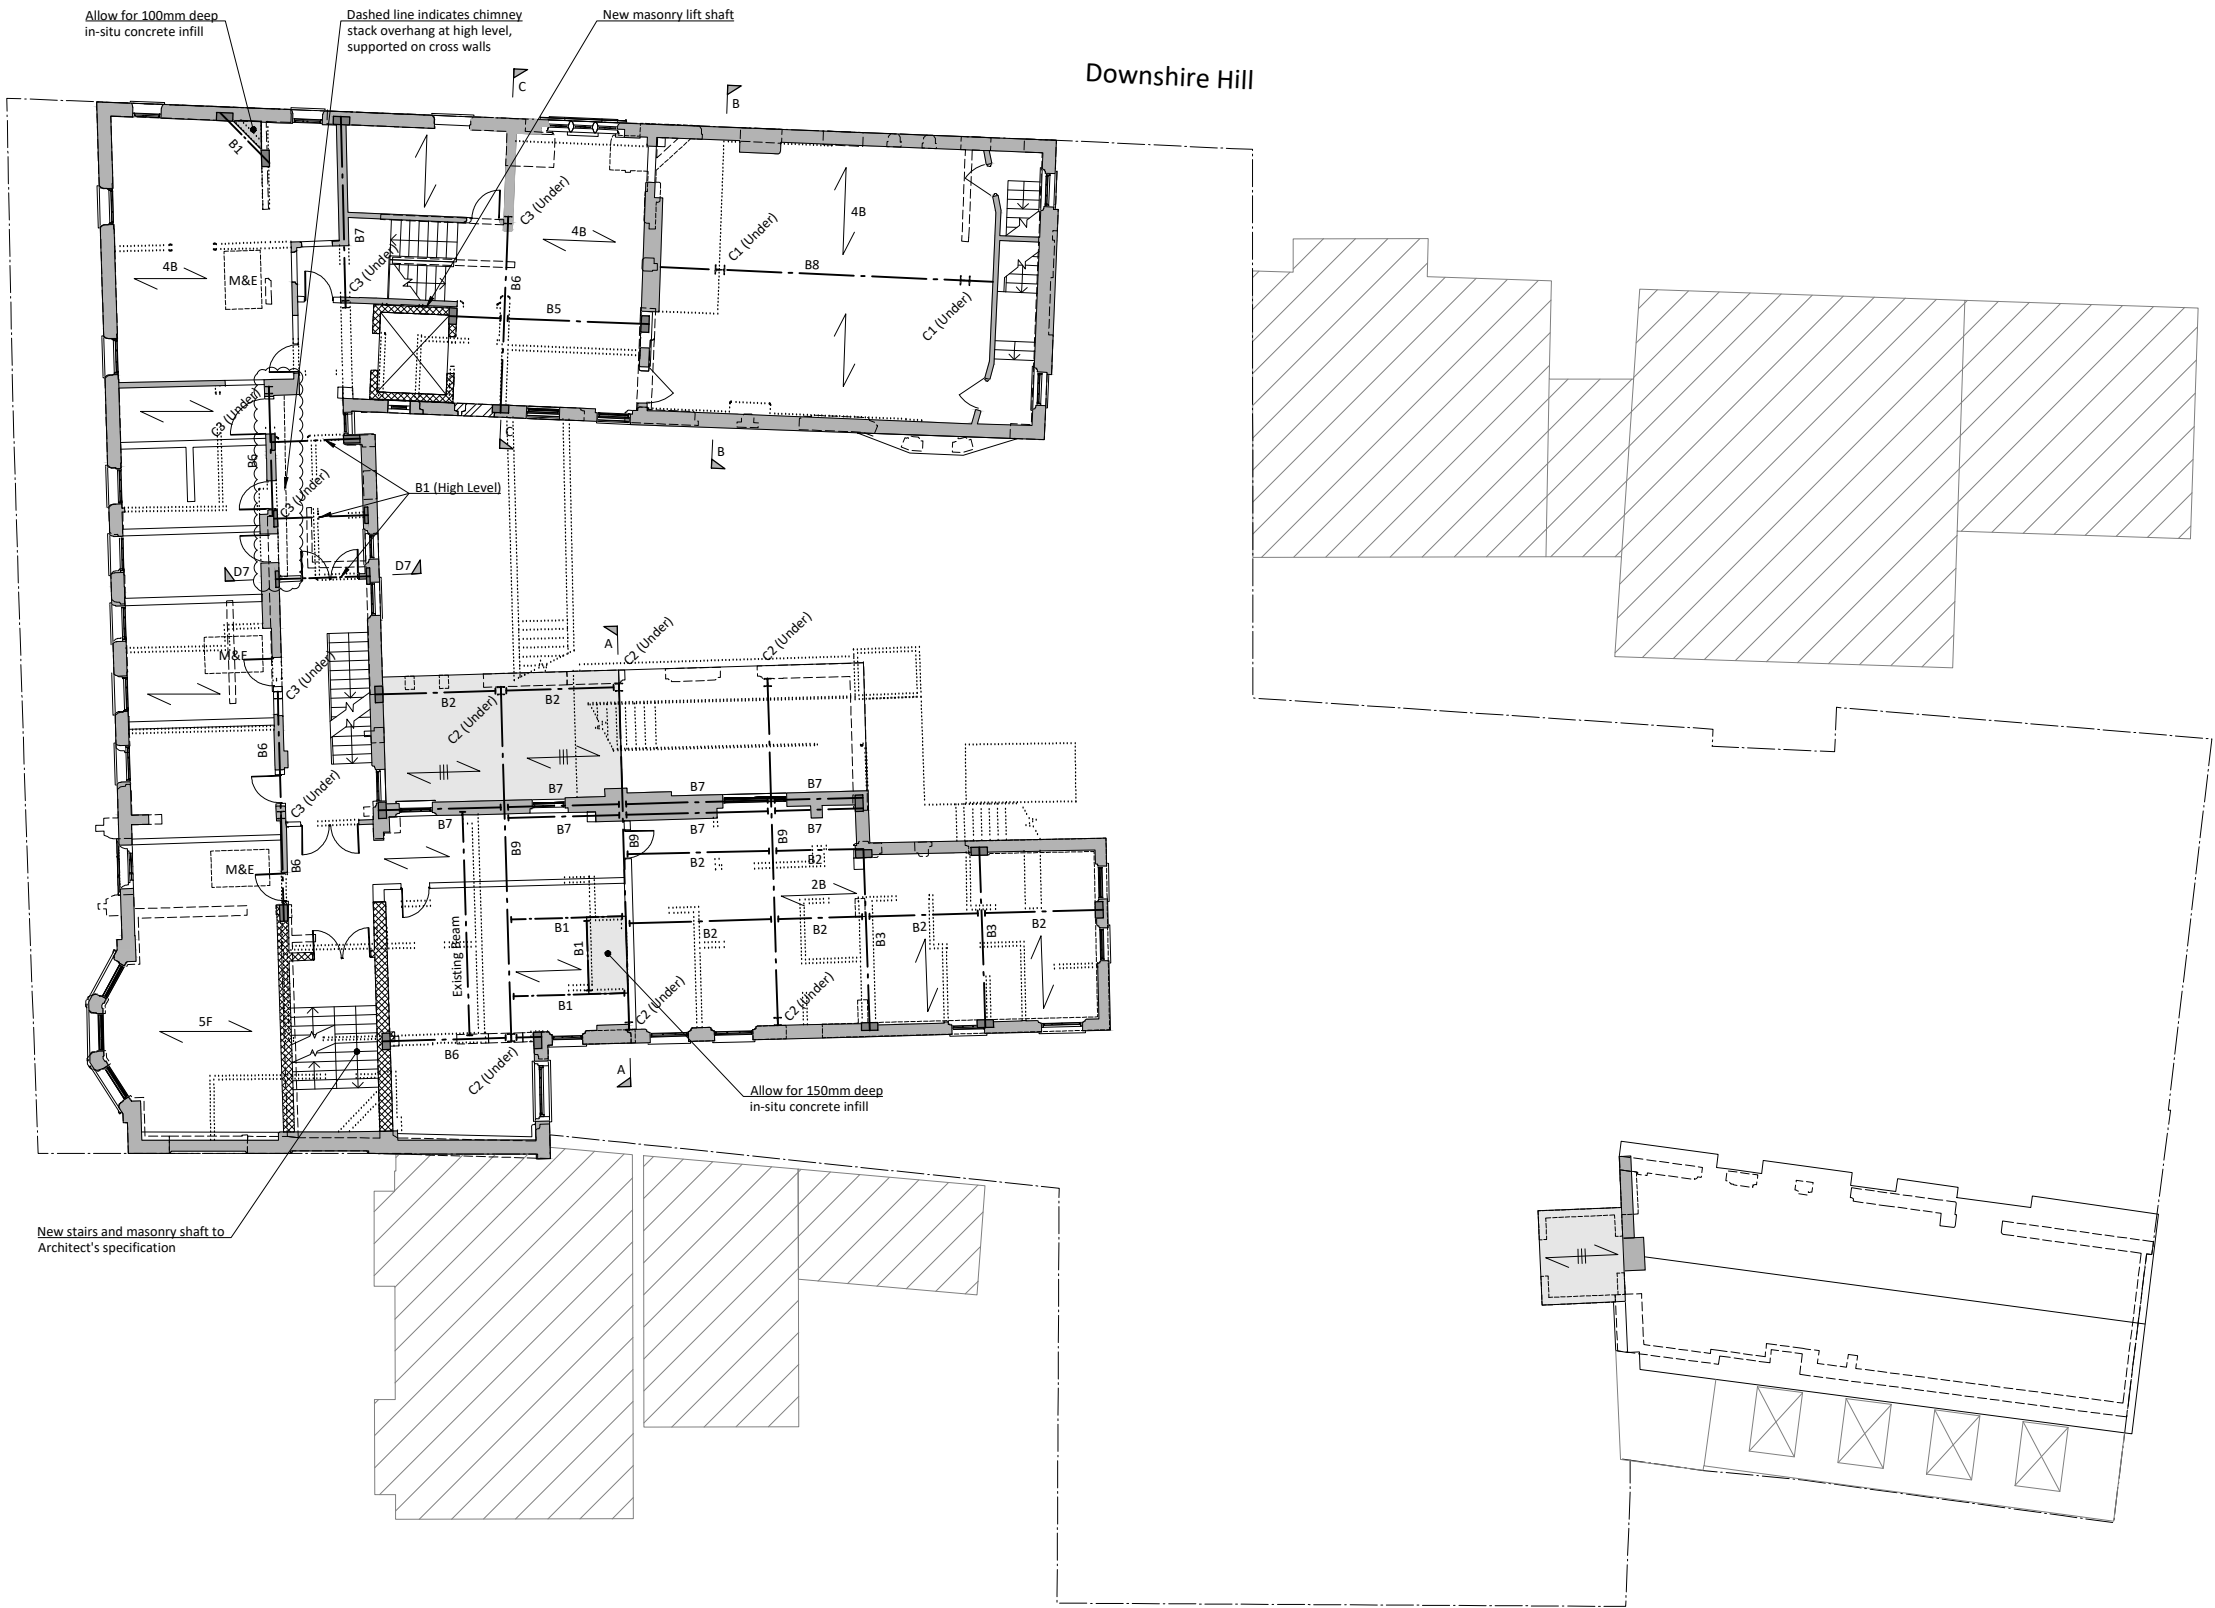 Allow for 100mm deep
in-situ concrete infill
Dashed line indicates chimney
stack overhang at high level,
supported on cross walls
New masonry lift shaft
Downshire Hill
C
B
B1
C3 (Under)
4B
B7
C3 (Under)
B6
C1 (Under)
4B
B8
4B
M&E
B5
C1 (Under)
C3 (Under)
C
B
B6
C3 (Under)
B1 (High Level)
D7
D7
A
C2 (Under)
C2 (Under)
M&E
C3 (Under)
B2
B2
C2 (Under)
B6
C3 (Under)
B7
B7
B7
B7
B7
B7
B7
B9
B9
B9
B2
B2
M&E
B6
2B
B1
B2
B2
B3
B2
B3
B2
Existing Beam
B1
B1
C2 (Under)
C2 (Under)
5F
B6
C2 (Under)
A
Allow for 150mm deep
in-situ concrete infill
New stairs and masonry shaft to
Architect's specification